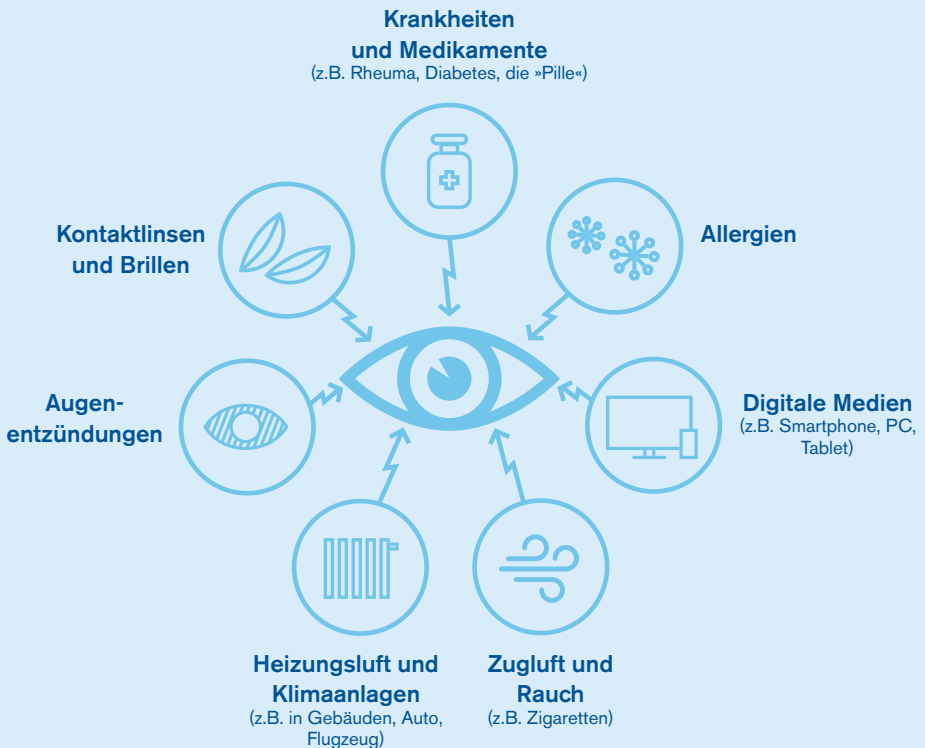 Krankheiten
und Medikamente
(z.B. Rheuma, Diabetes, die »Pille«)
Kontaktlinsen
und Brillen
Allergien
Augen-
entzündungen
Digitale Medien
(z.B. Smartphone, PC,
Tablet)
Heizungsluft und
Klimaanlagen
(z.B. in Gebäuden, Auto,
Flugzeug)
Zugluft und
Rauch
(z.B. Zigaretten)